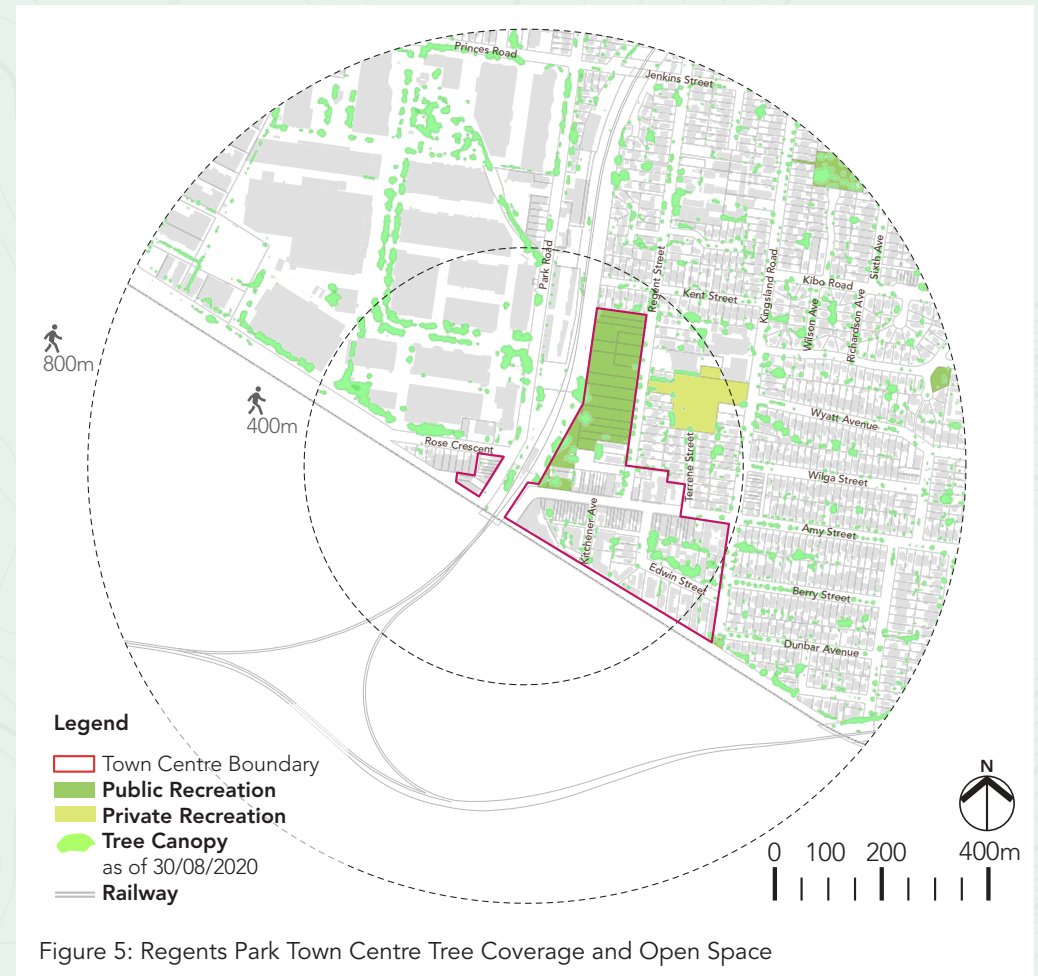 Princes Road
Jenkins Street
Park Road
Regent Street
Kent Street
Kingsland Road
Kibo Road
Sixth Ave
Wilson Ave
Richardson Ave
800m
400m
Rose Crescent
Wyatt Avenue
Terrene Street
Wilga Street
Kitchener Ave
Amy Street
Edwin Street
Berry Street
Dunbar Avenue
Legend
Town Centre Boundary
Public Recreation
Private Recreation
Tree Canopy
as of 30/08/2020
Railway
N
0 100 200 400m
Figure 5: Regents Park Town Centre Tree Coverage and Open Space